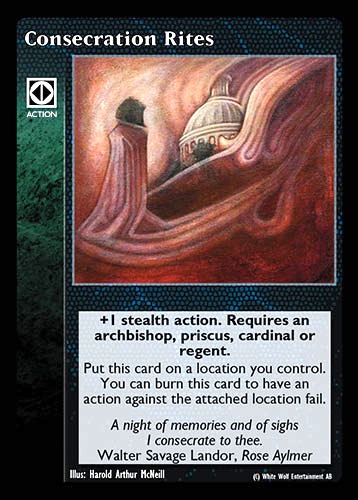 Consecration Rites
ACTION
+1 stealth action. Requires an
archbishop, priscus, cardinal or
regent.
Put this card on a location you control.
You can burn this card to have an
action against the attached location fail.
A night of memories and of sighs
I consecrate to thee.
Walter Savage Landor, Rose Aylmer
Illus: Harold Arthur McNeill
(C) White Wolf Entertainment AB